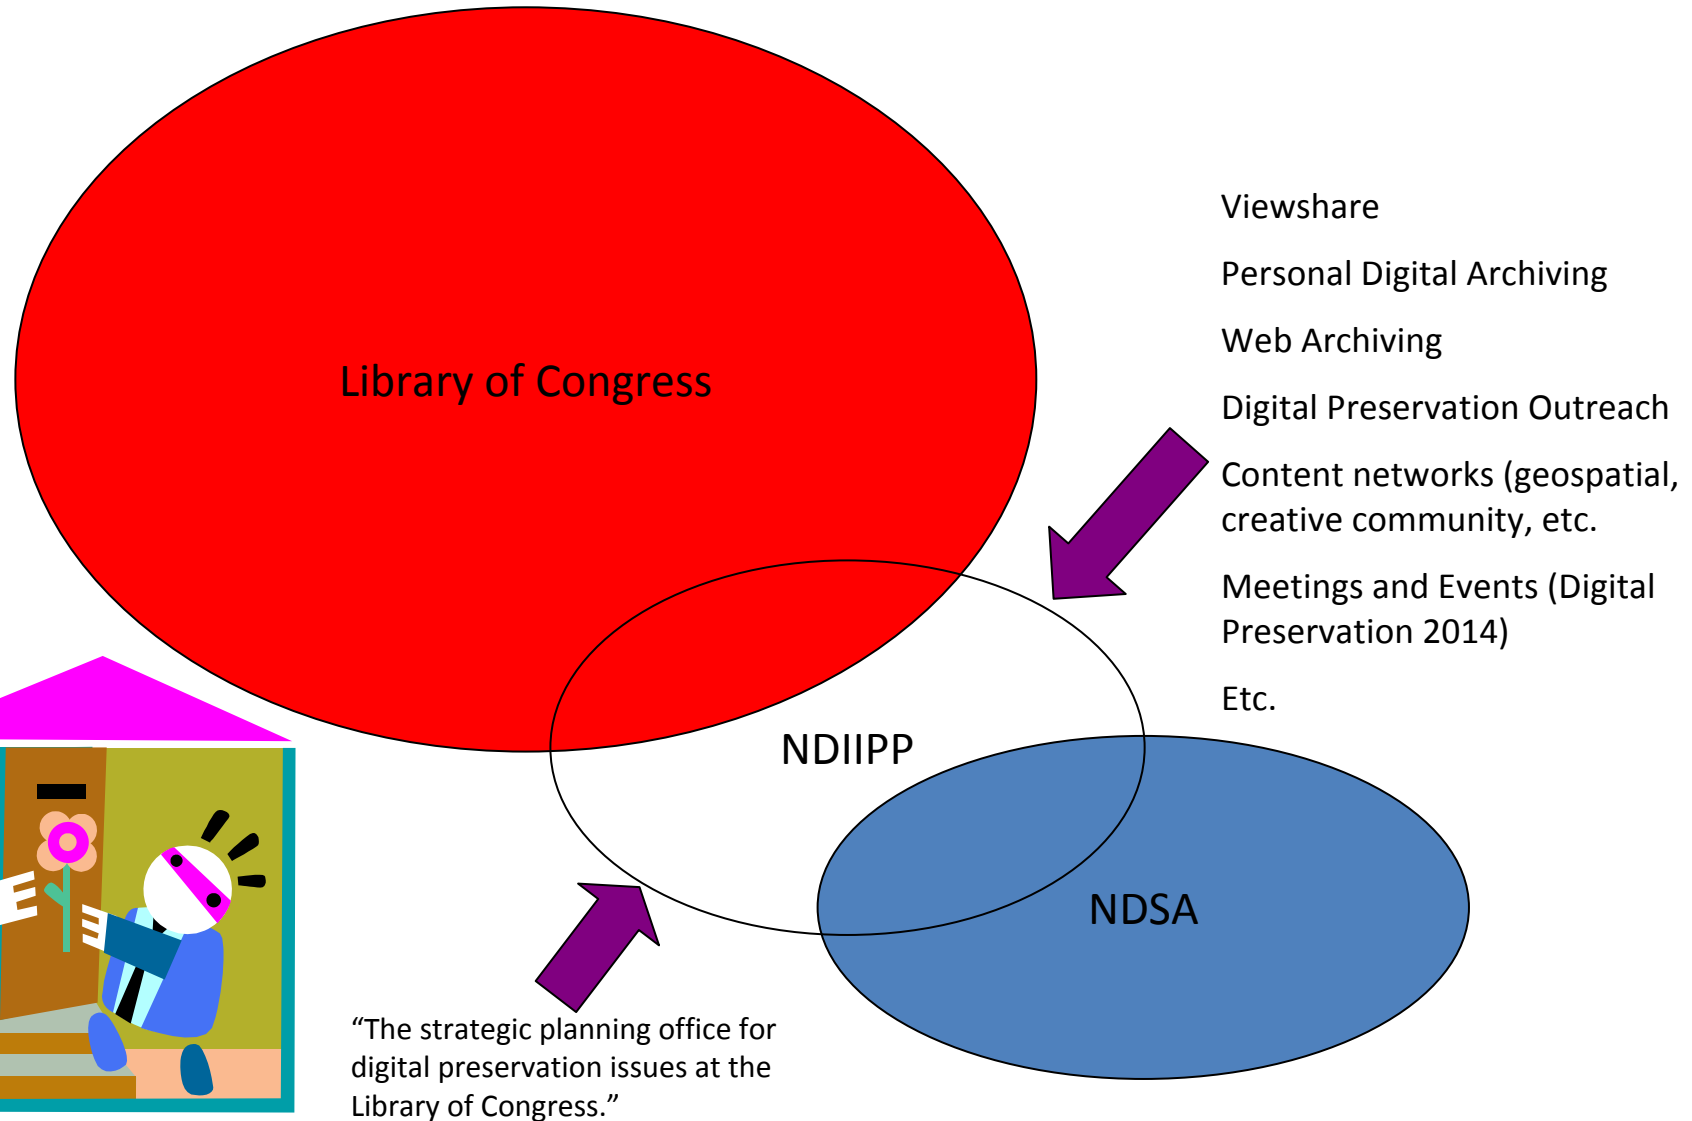 Library of Congress
Viewshare
Personal Digital Archiving
Web Archiving
Digital Preservation Outreach
Content networks (geospatial,
creative community, etc.
Meetings and Events (Digital
Preservation 2014)
Etc.
NDIIPP
NDSA
“The strategic planning office for
digital preservation issues at the
Library of Congress.”